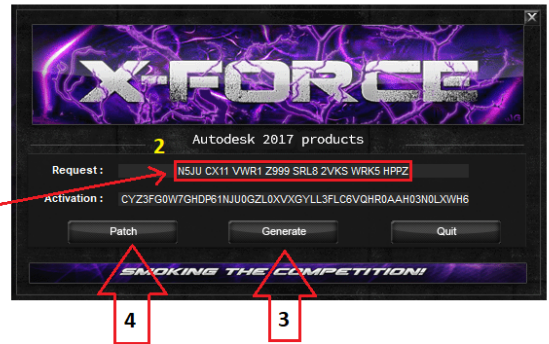 X
X-FORCE
Autodesk 2017 products
2
Request : N5JU CX11 VWR1 Z999 SRL8 2VKS WRK5 HPPZ
Activation : CYZ3FG0W7GHDP61NJU0GZL0XVXGYLL3FLC6VQHR0AAH03N0LXWH6
Patch Generate Quit
SMOKING THE COMPETITION!
4 3